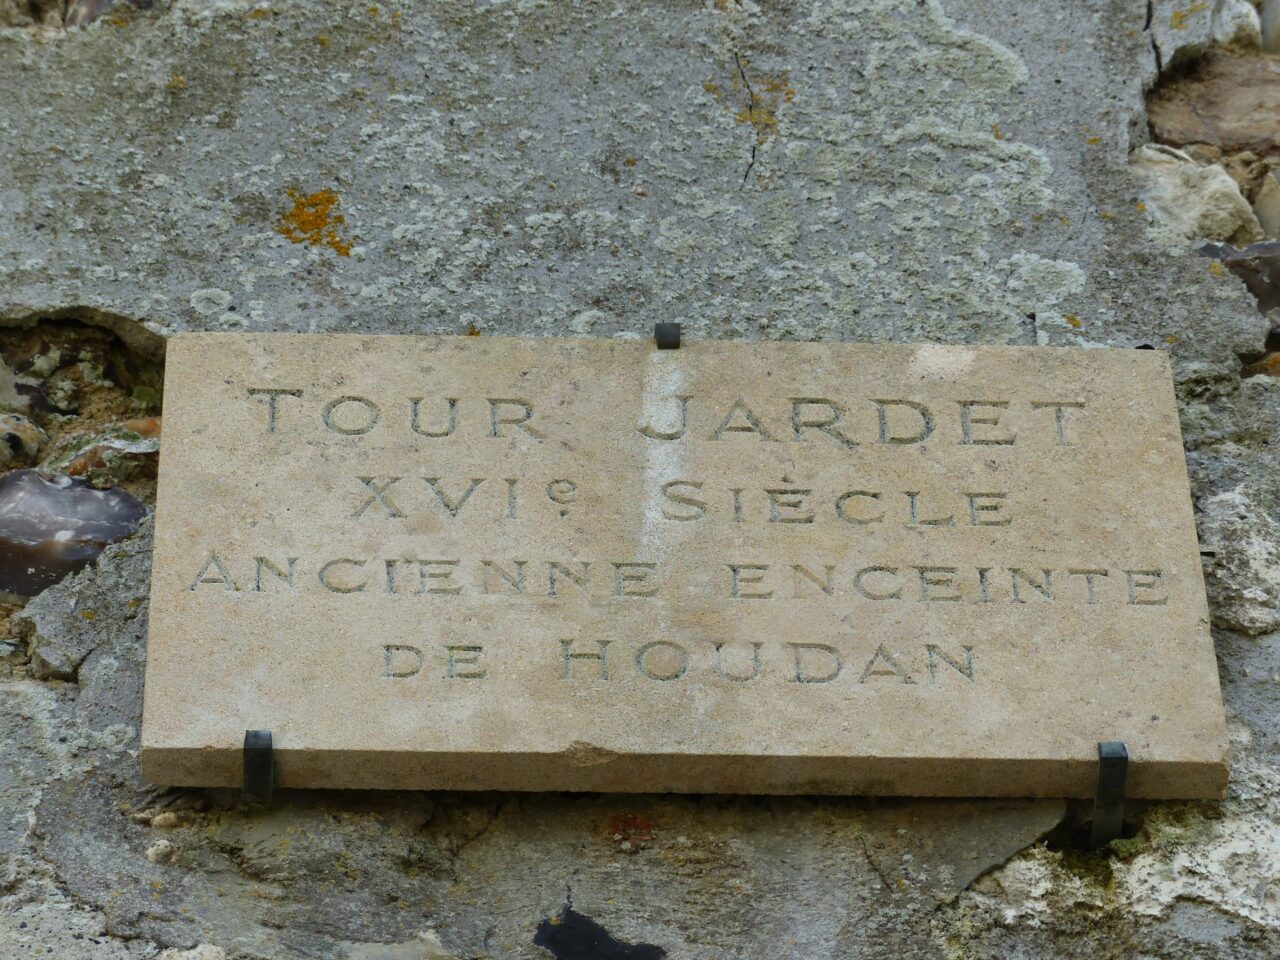 TOUR JARDET
XVIe SIÈCLE
ANCIENNE ENCEINTE
DE HOUDAN